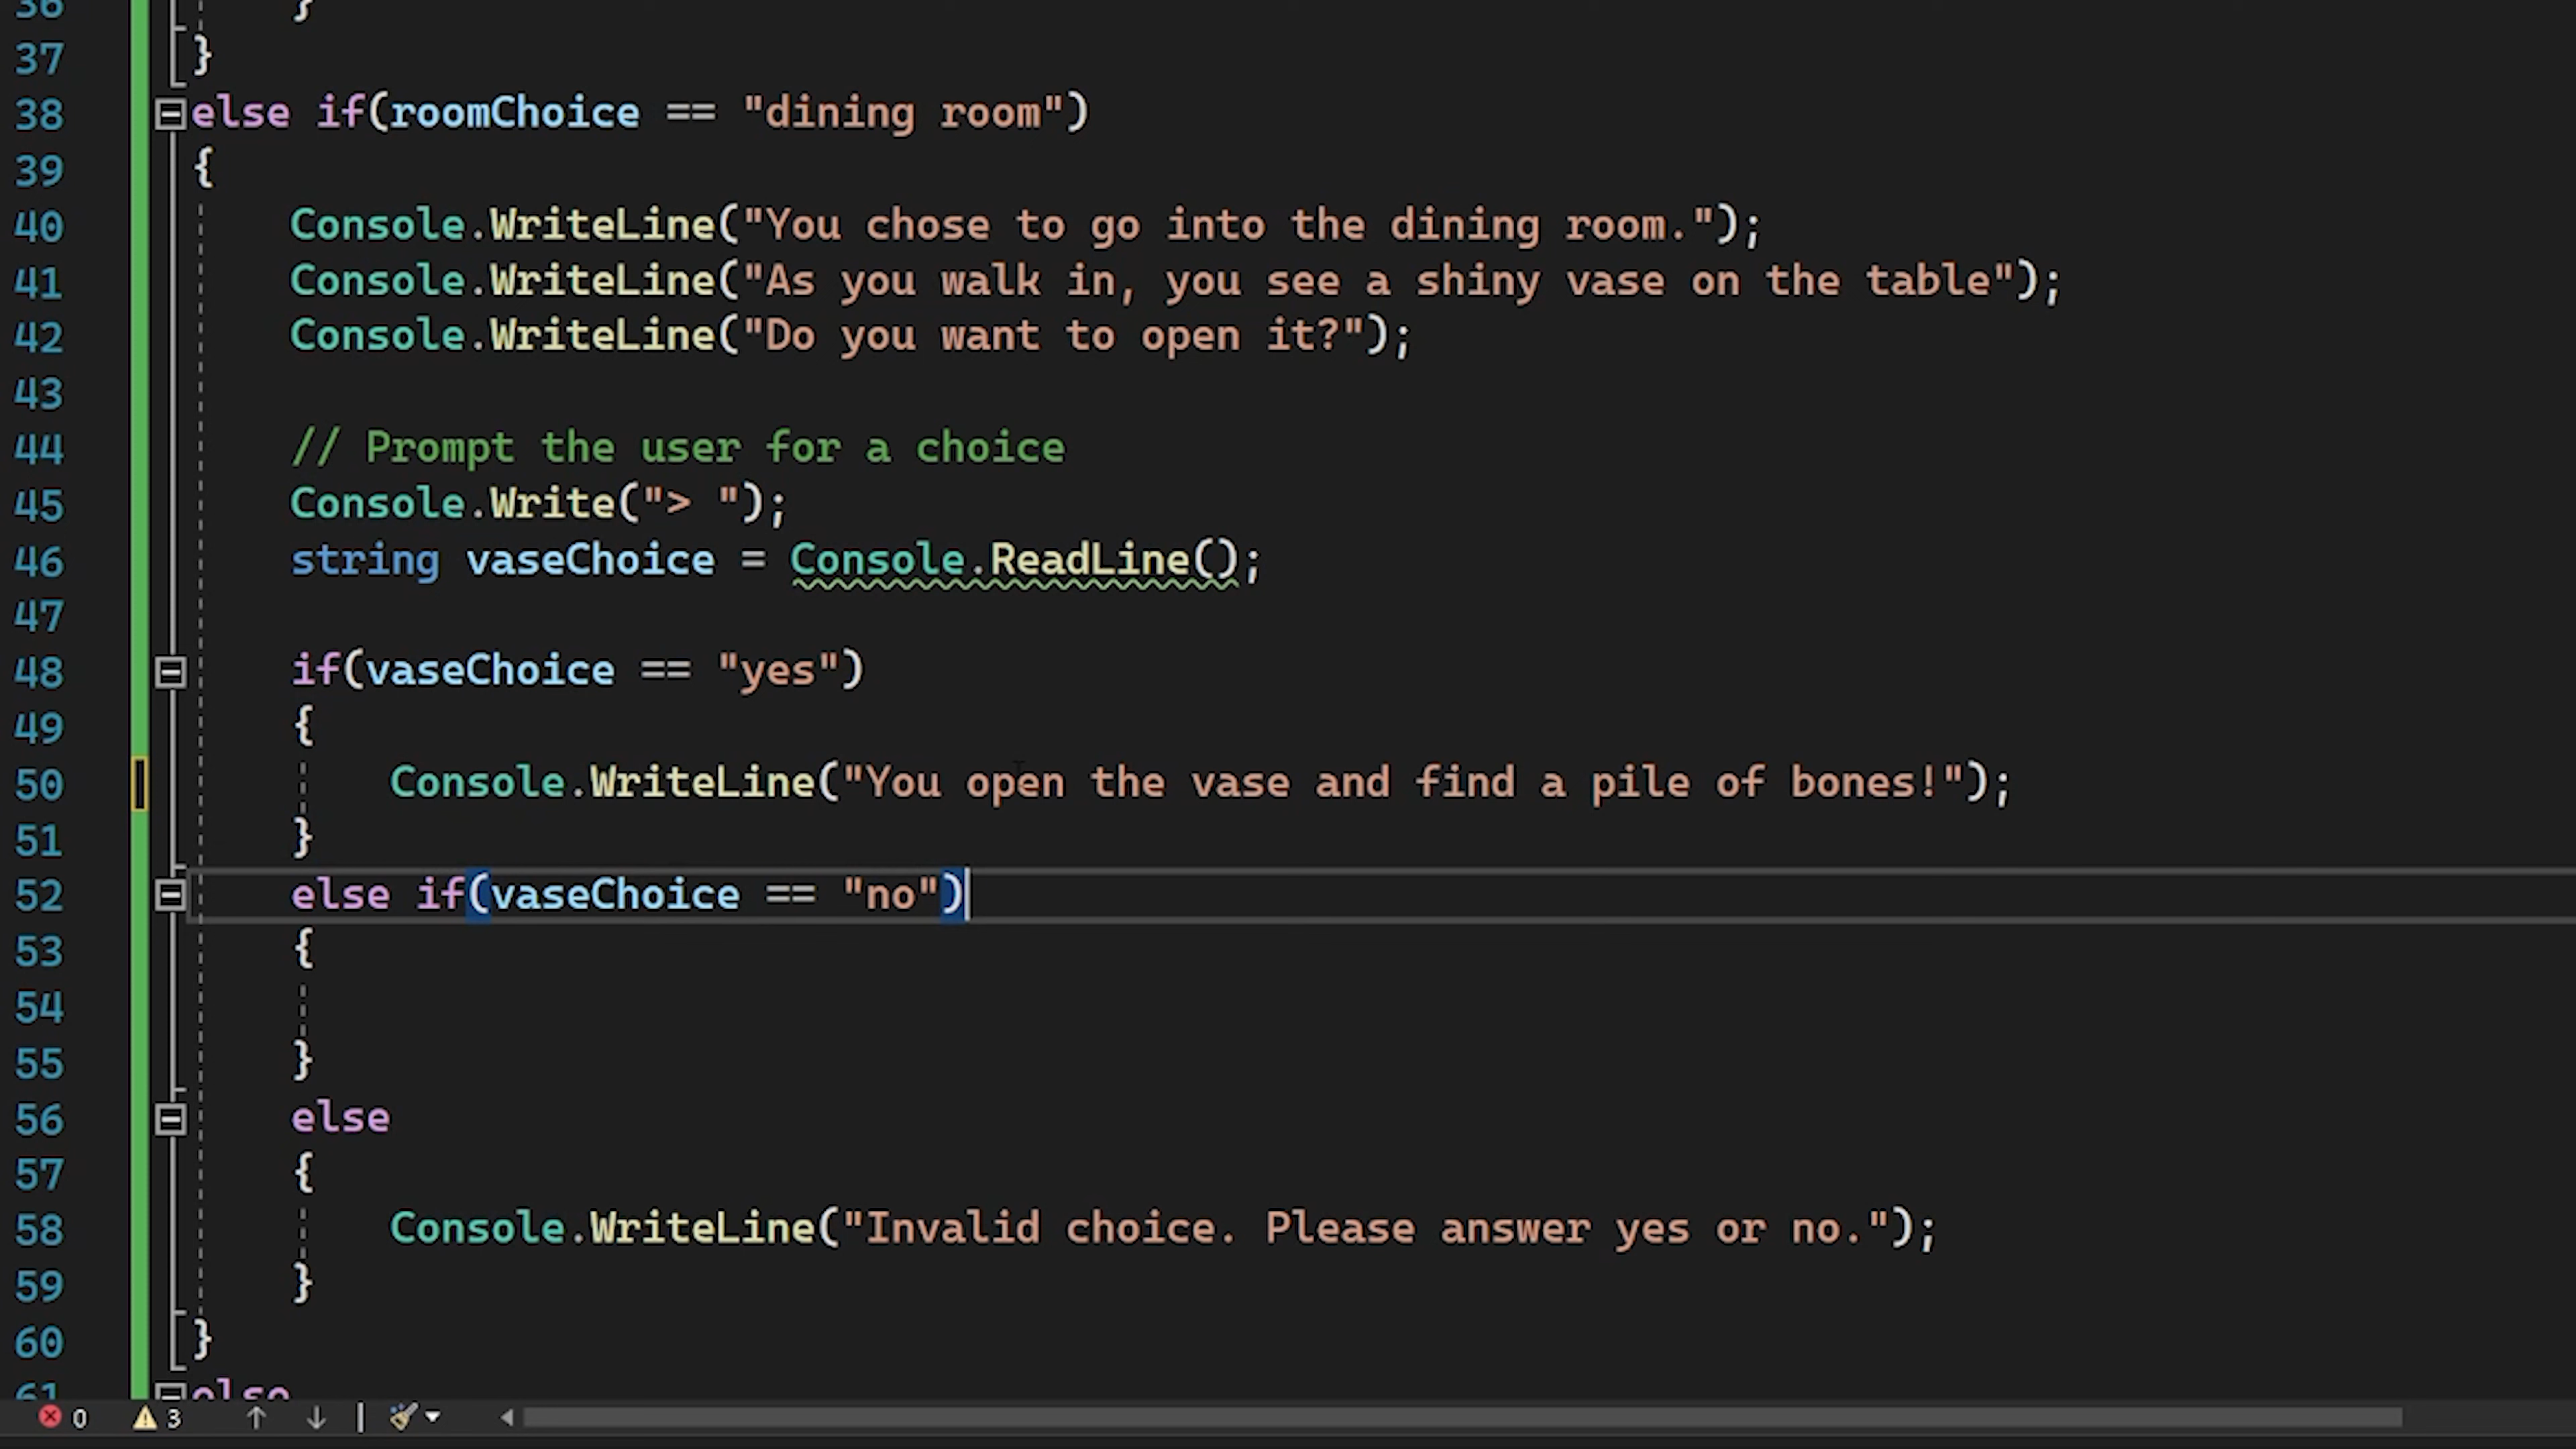 36 }
37 }
38 else if(roomChoice == "dining room")
39 {
40 Console.WriteLine("You chose to go into the dining room.");
41 Console.WriteLine("As you walk in, you see a shiny vase on the table");
42 Console.WriteLine("Do you want to open it?");
43
44 // Prompt the user for a choice
45 Console.Write("> ");
46 string vaseChoice = Console.ReadLine();
47
48 if(vaseChoice == "yes")
49 {
50 Console.WriteLine("You open the vase and find a pile of bones!");
51 }
52 else if(vaseChoice == "no")
53 {
54
55 }
56 else
57 {
58 Console.WriteLine("Invalid choice. Please answer yes or no.");
59 }
60 }
61 else
0 3